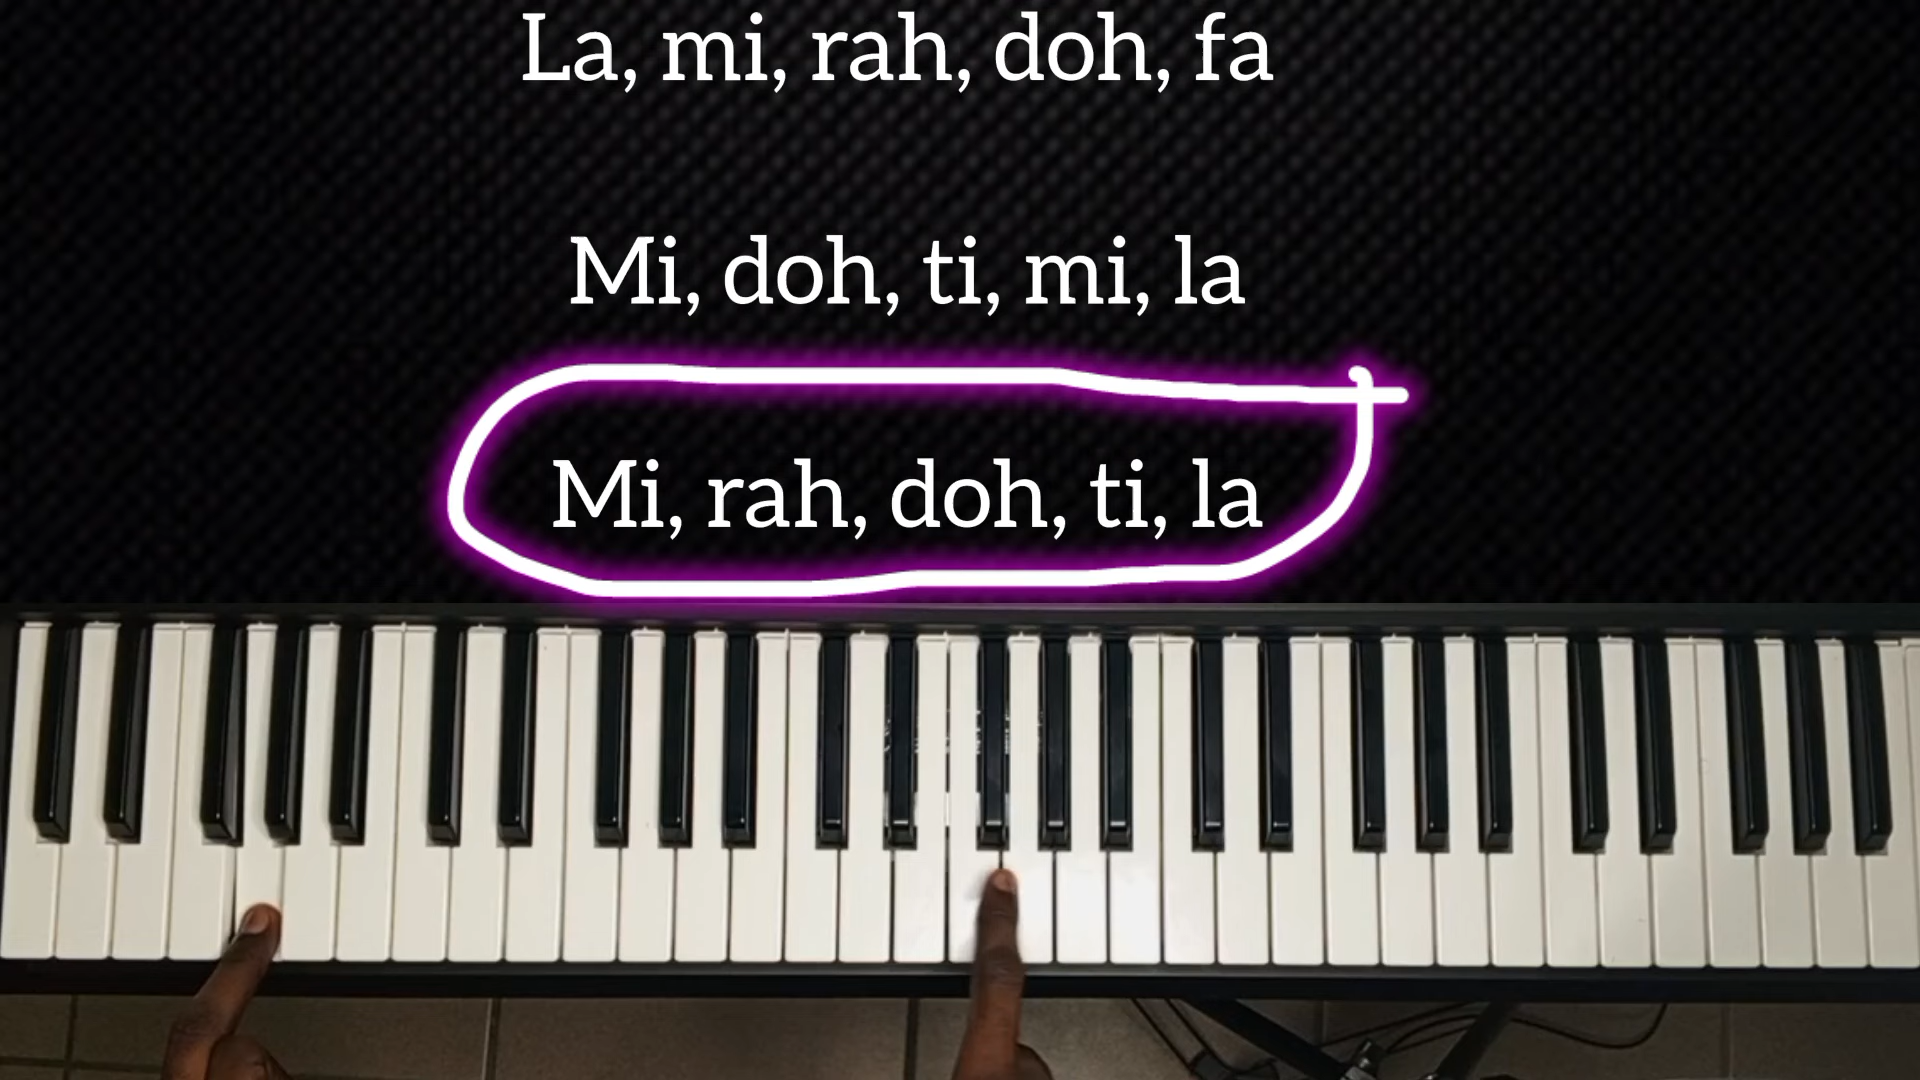 La, mi, rah, doh, fa
Mi, doh, ti, mi, la
Mi, rah, doh, ti, la